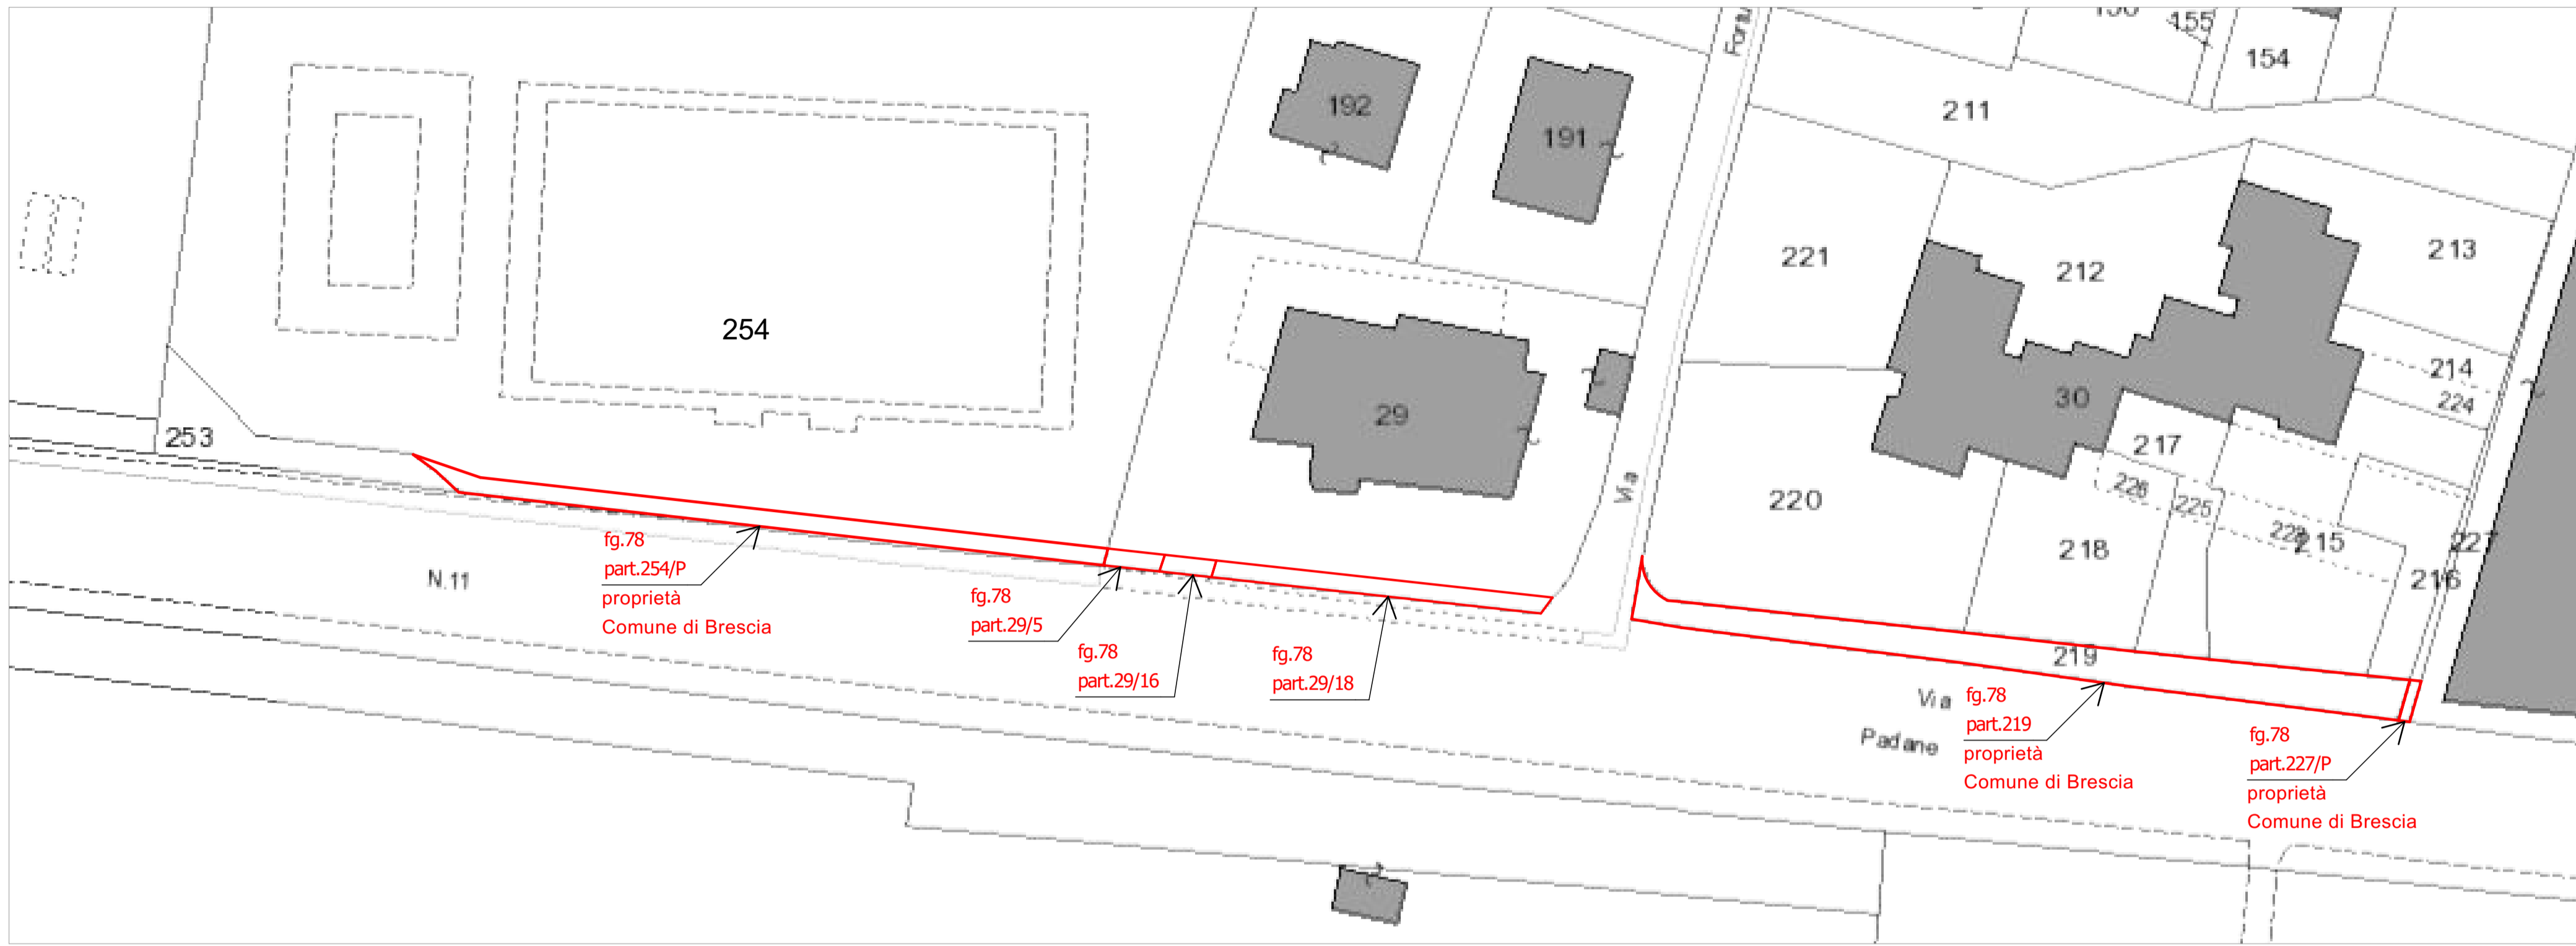 155
154
211
192
191
221
212
213
254
214
224
29
30
253
217
226
225
220
218
215
227
216
Via
N.11
fg.78
part.254/P
proprietà
Comune di Brescia
fg.78
part.29/5
fg.78
part.29/16
fg.78
part.29/18
219
Via
Padane
fg.78
part.219
proprietà
Comune di Brescia
fg.78
part.227/P
proprietà
Comune di Brescia